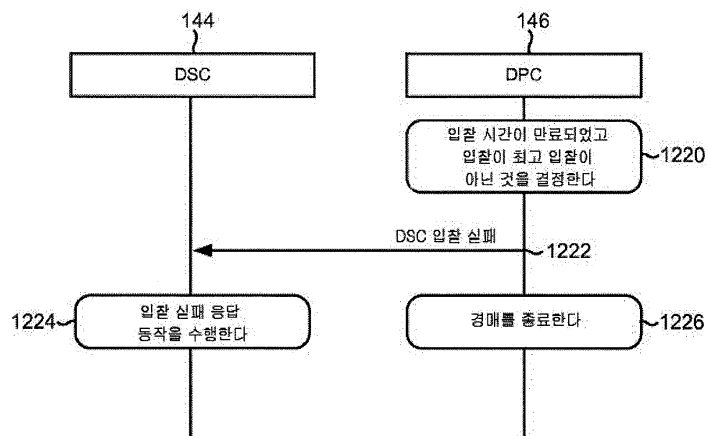 144
146
DSC
DPC
입찰 시간이 만료되었고
입찰이 최고 입찰이
아닌 것을 결정한다
1220
DSC 입찰 실패
1222
1224
입찰 실패 응답
동작을 수행한다
경매를 종료한다
1226